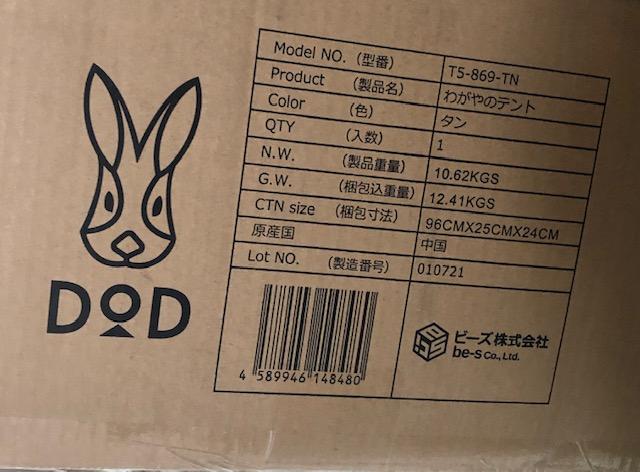 Model NO. (型番) T5-869-TN
Product (製品名) わがやのテント
Color (色) タン
QTY (入数) 1
N.W. (製品重量) 10.62KGS
G.W. (梱包込重量) 12.41KGS
CTN size (梱包寸法) 96CMX25CMX24CM
原産国 中国
Lot NO. (製造番号) 010721
DOD
4 589946 148480
ビーズ株式会社
be-s Co., Ltd.